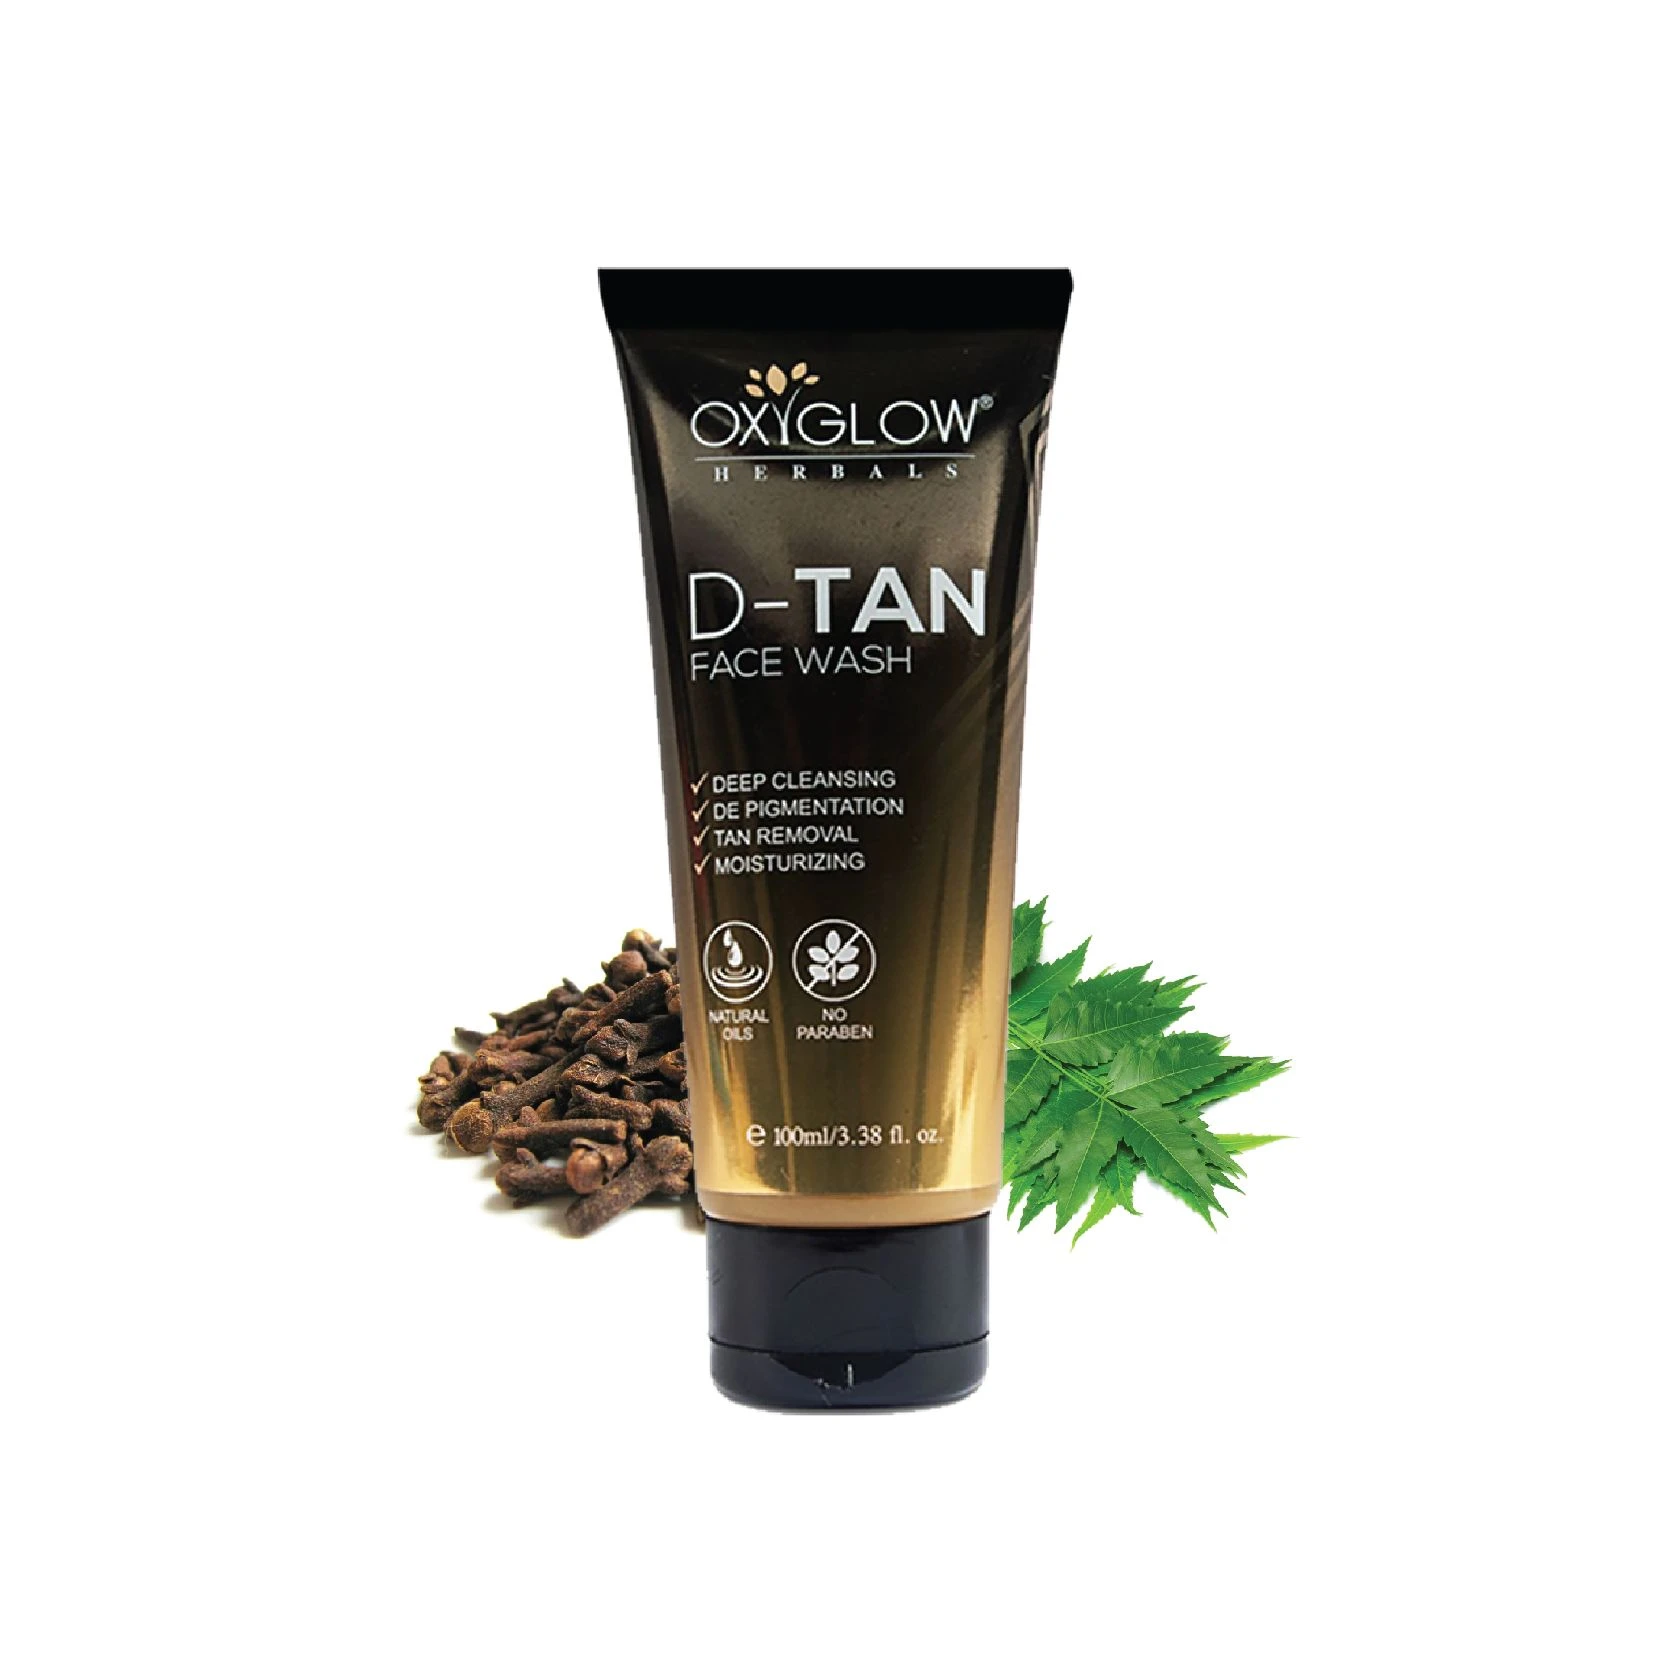 OXYGLOW®
HERBALS
D-TAN
FACE WASH
✓ DEEP CLEANSING
✓ DE PIGMENTATION
✓ TAN REMOVAL
✓ MOISTURIZING
NATURAL OILS
NO PARABEN
℮ 100ml/3.38 fl. oz.